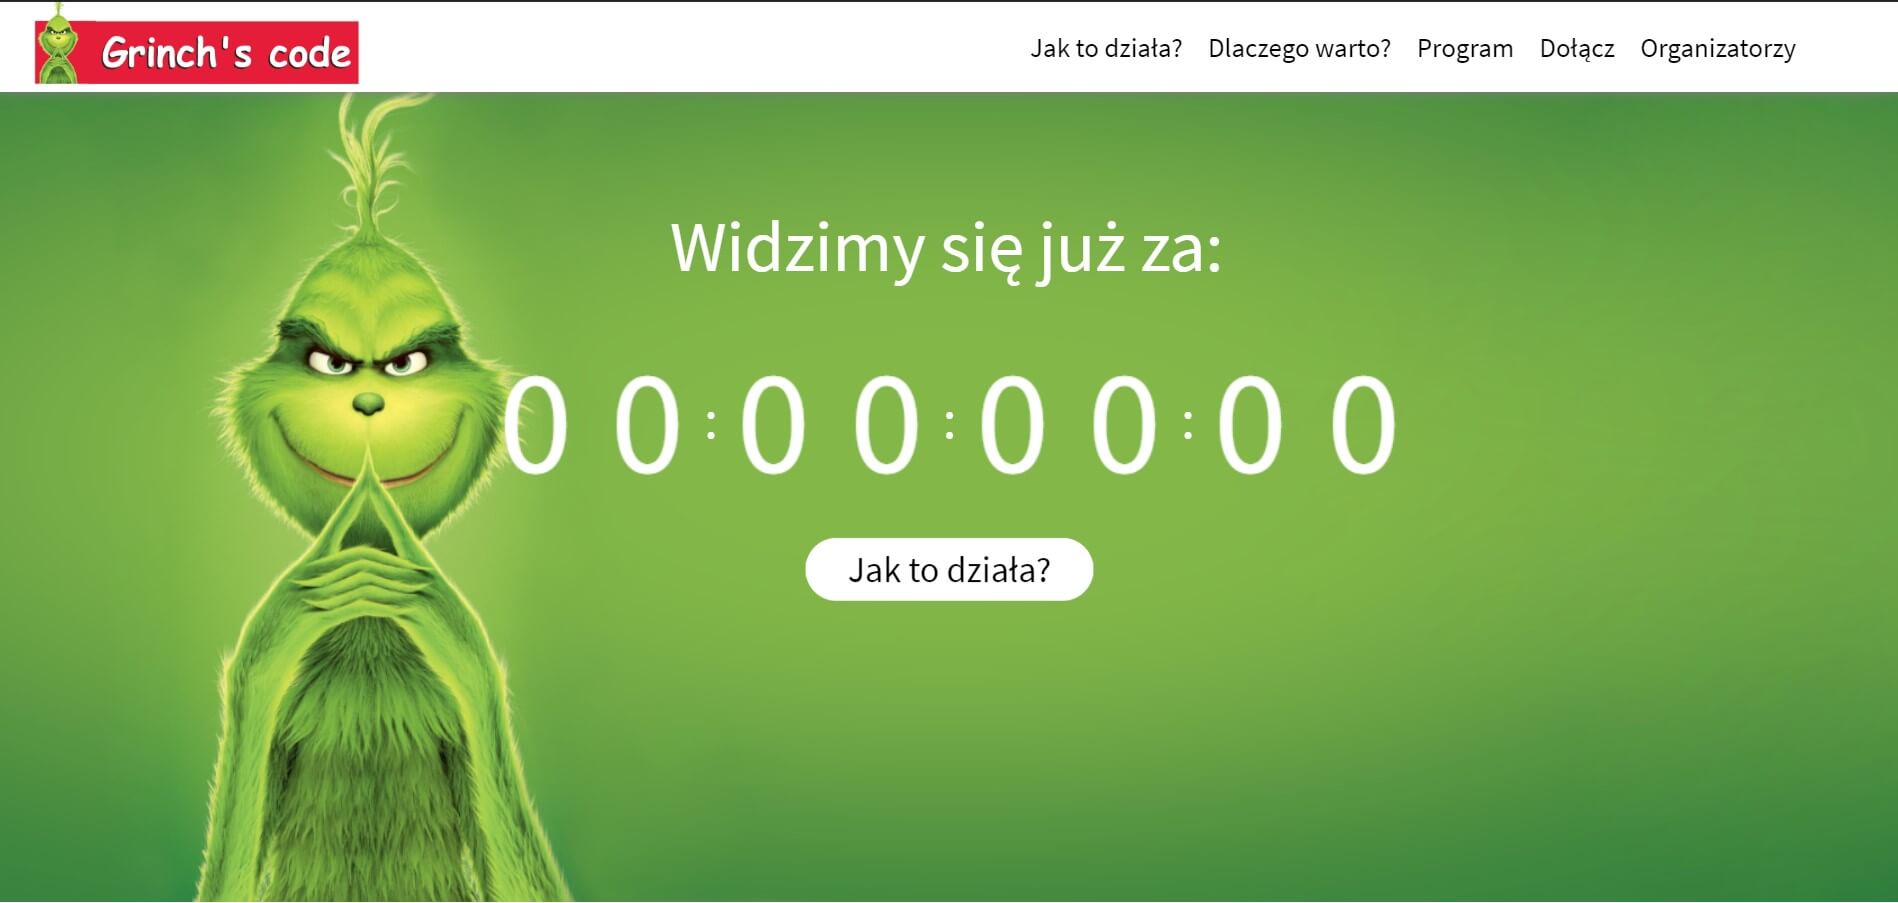 Grinch's code
Jak to działa? Dlaczego warto? Program Dołącz Organizatorzy
Widzimy się już za:
0 0 : 0 0 : 0 0 : 0 0
Jak to działa?